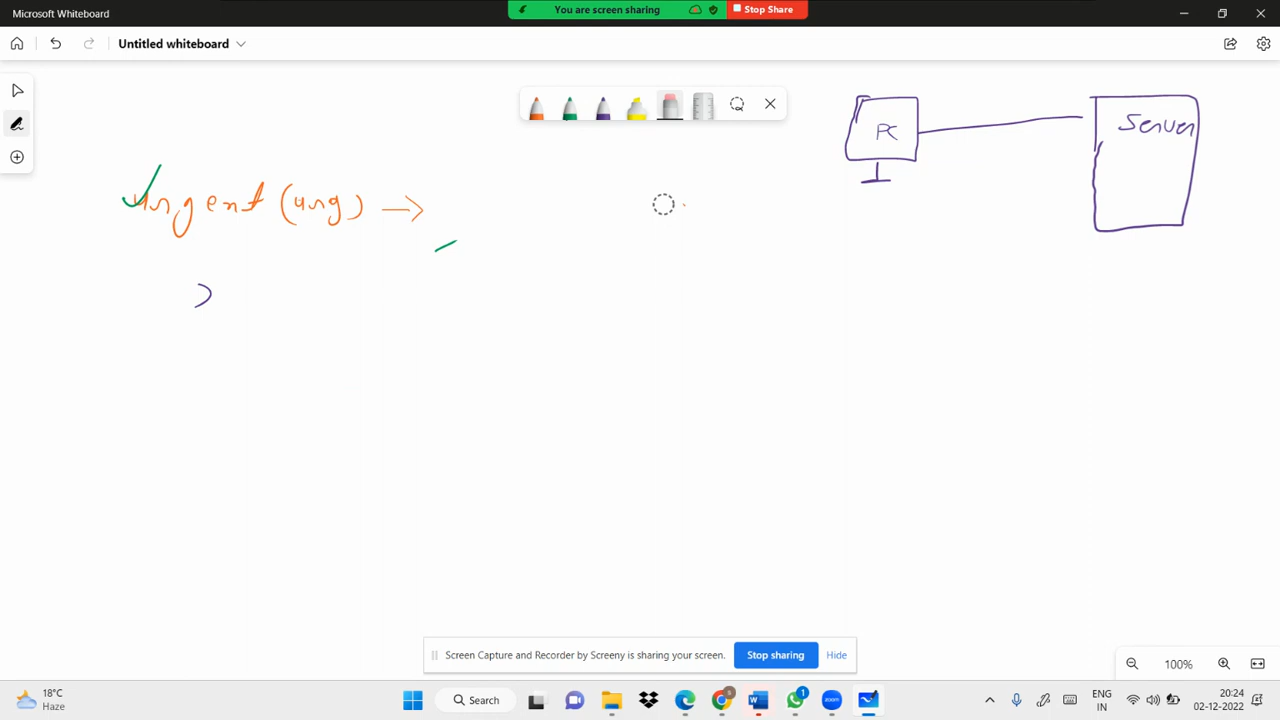 You are screen sharing
Stop Share
Microsoft Whiteboard
Untitled whiteboard
PC
Server
Urgent (urg) →
Screen Capture and Recorder by Screeny is sharing your screen.
Stop sharing
Hide
100%
18°C
Haze
Search
1
ENG
IN
20:24
02-12-2022